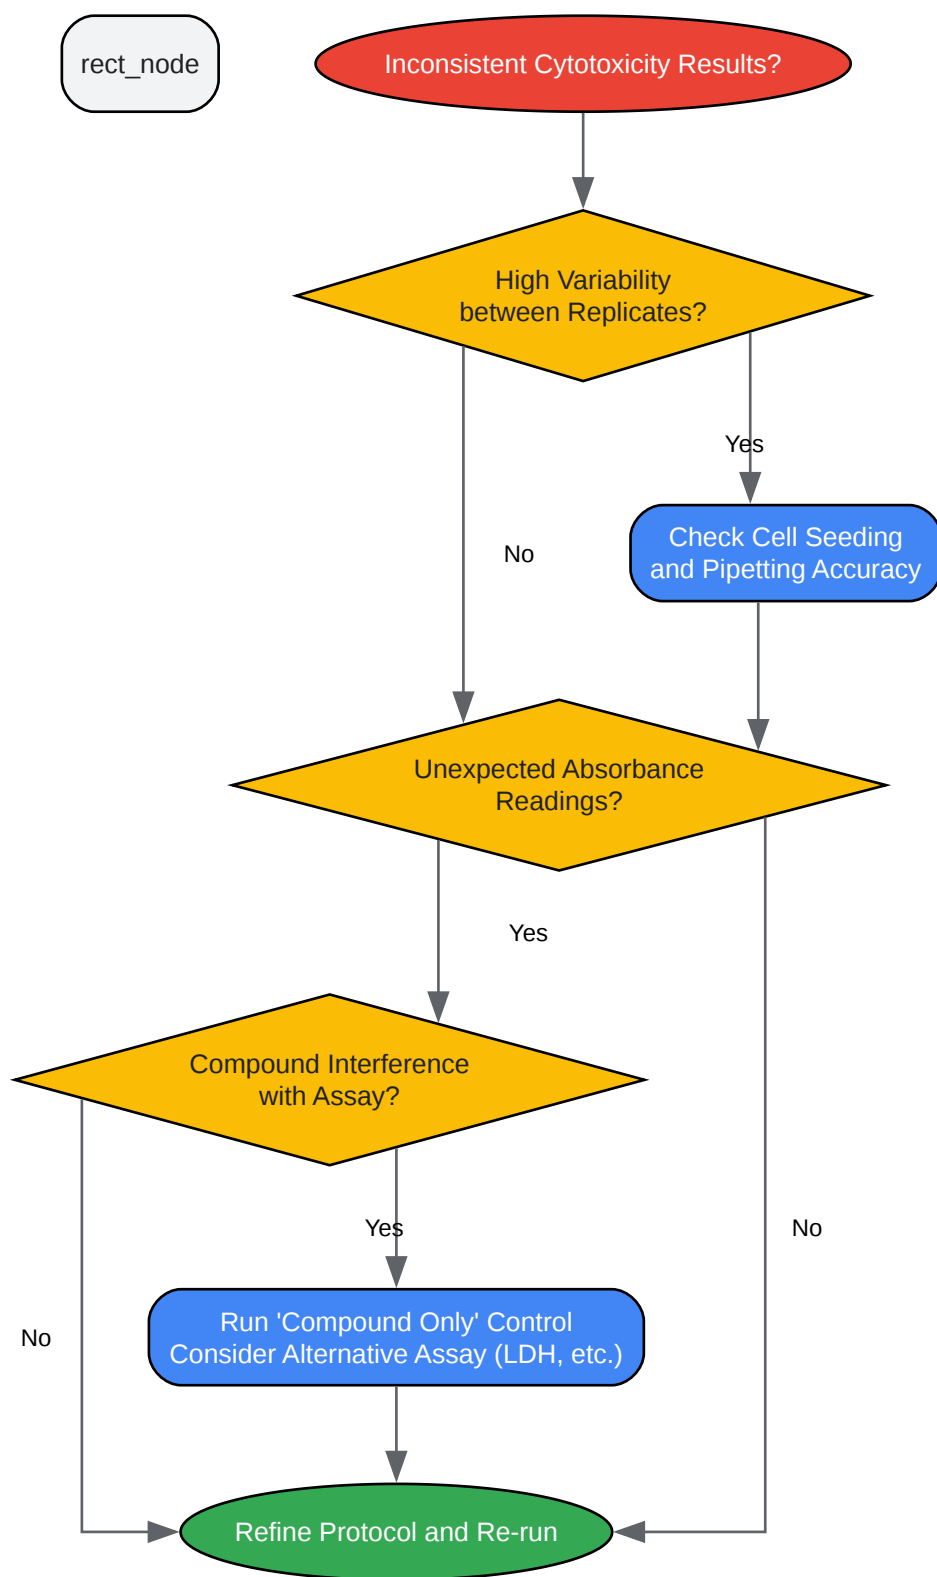 rect_node
Inconsistent Cytotoxicity Results?
High Variability
between Replicates?
Yes
Check Cell Seeding
and Pipetting Accuracy
No
Unexpected Absorbance
Readings?
Yes
Compound Interference
with Assay?
Yes
No
Run 'Compound Only' Control
Consider Alternative Assay (LDH, etc.)
No
Refine Protocol and Re-run